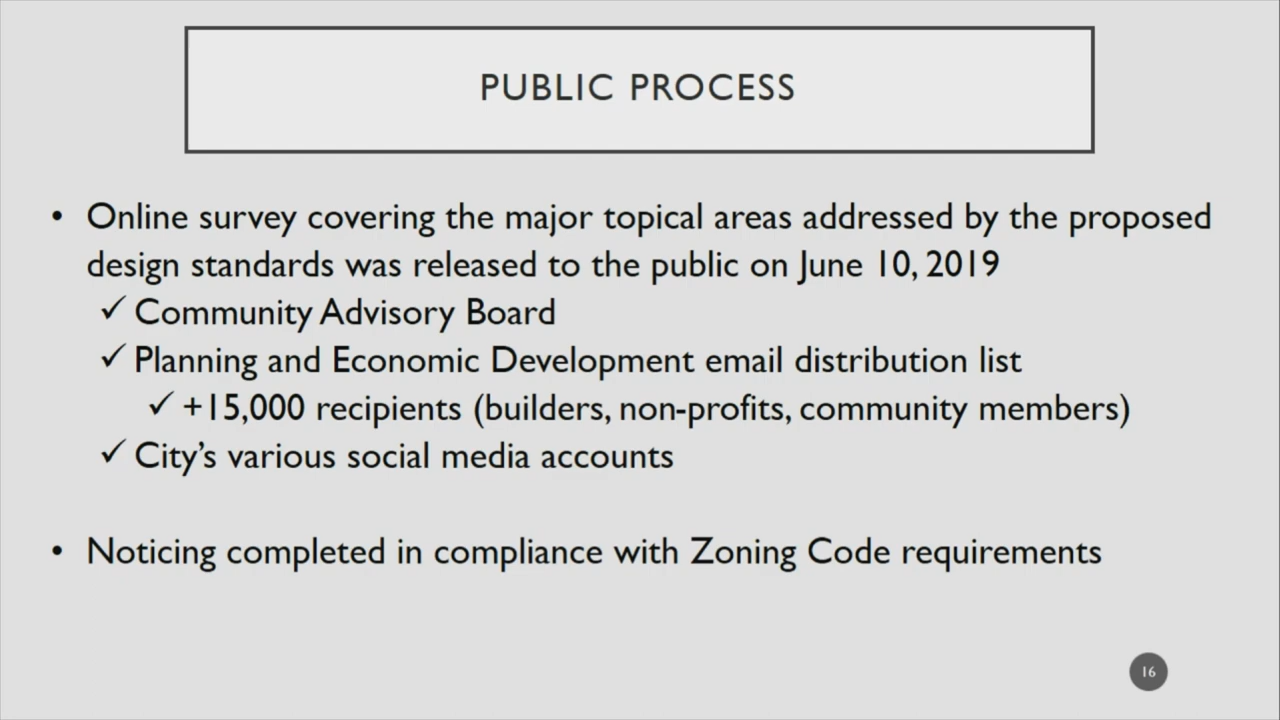 PUBLIC PROCESS
• Online survey covering the major topical areas addressed by the proposed
design standards was released to the public on June 10, 2019
✓ Community Advisory Board
✓ Planning and Economic Development email distribution list
✓ +15,000 recipients (builders, non-profits, community members)
✓ City's various social media accounts
• Noticing completed in compliance with Zoning Code requirements
16